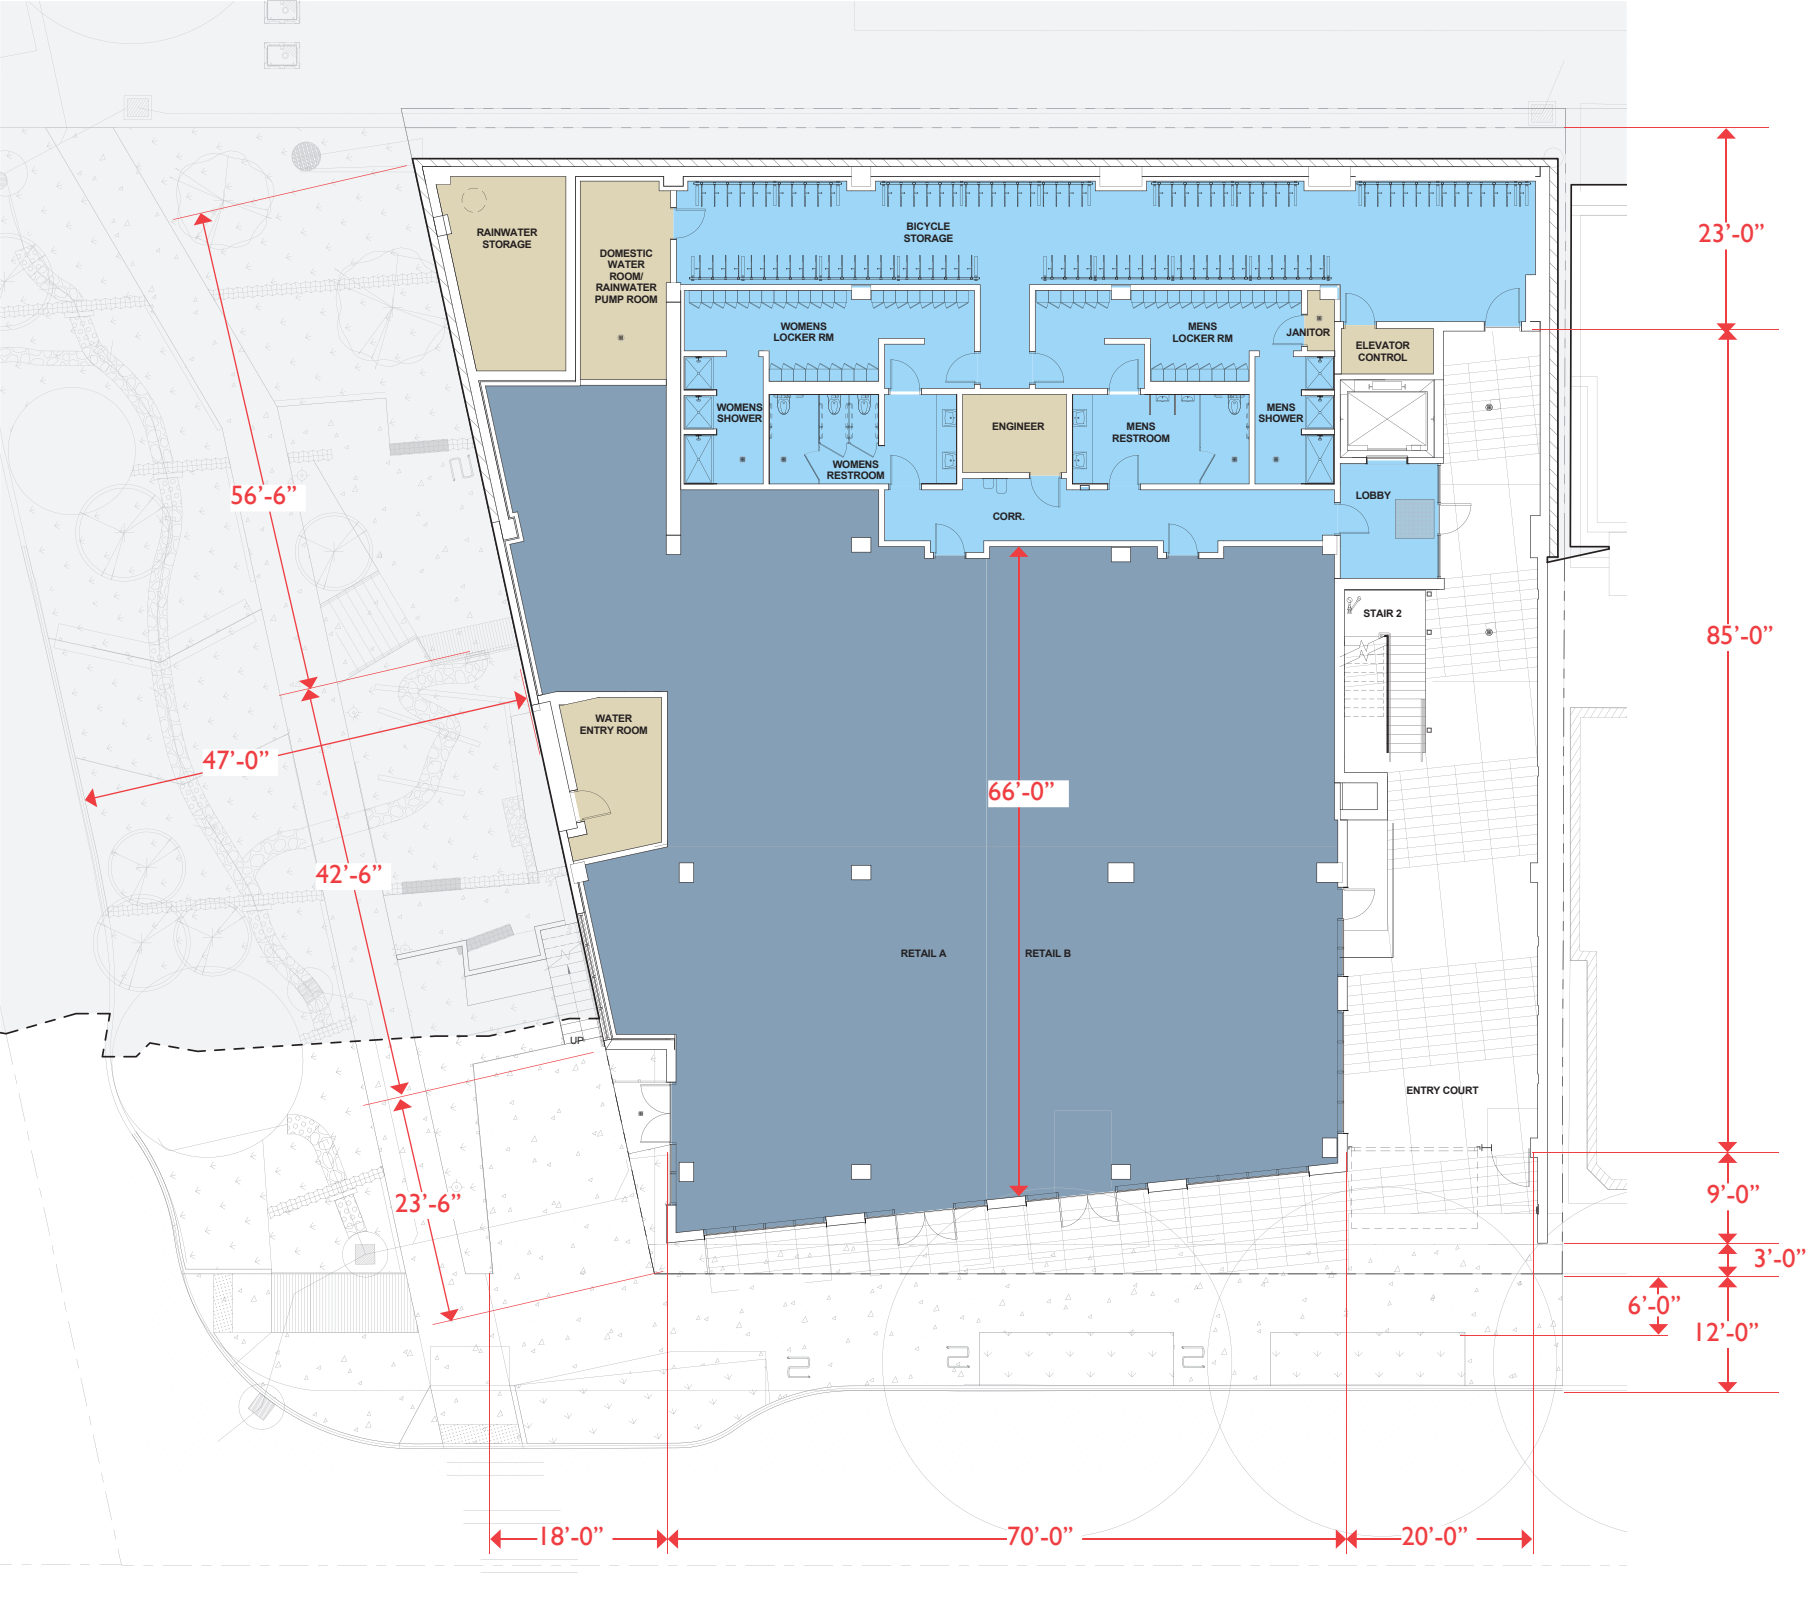 RAINWATER
STORAGE
DOMESTIC
WATER
ROOM/
RAINWATER
PUMP ROOM
BICYCLE
STORAGE
23’-0”
WOMENS
LOCKER RM
MENS
LOCKER RM
JANITOR
ELEVATOR
CONTROL
WOMENS
SHOWER
ENGINEER
MENS
RESTROOM
MENS
SHOWER
WOMENS
RESTROOM
56’-6”
LOBBY
CORR.
STAIR 2
85’-0”
WATER
ENTRY ROOM
47’-0”
66’-0”
42’-6”
RETAIL A
RETAIL B
UP
ENTRY COURT
23’-6”
9’-0”
3’-0”
6’-0”
12’-0”
18’-0”
70’-0”
20’-0”